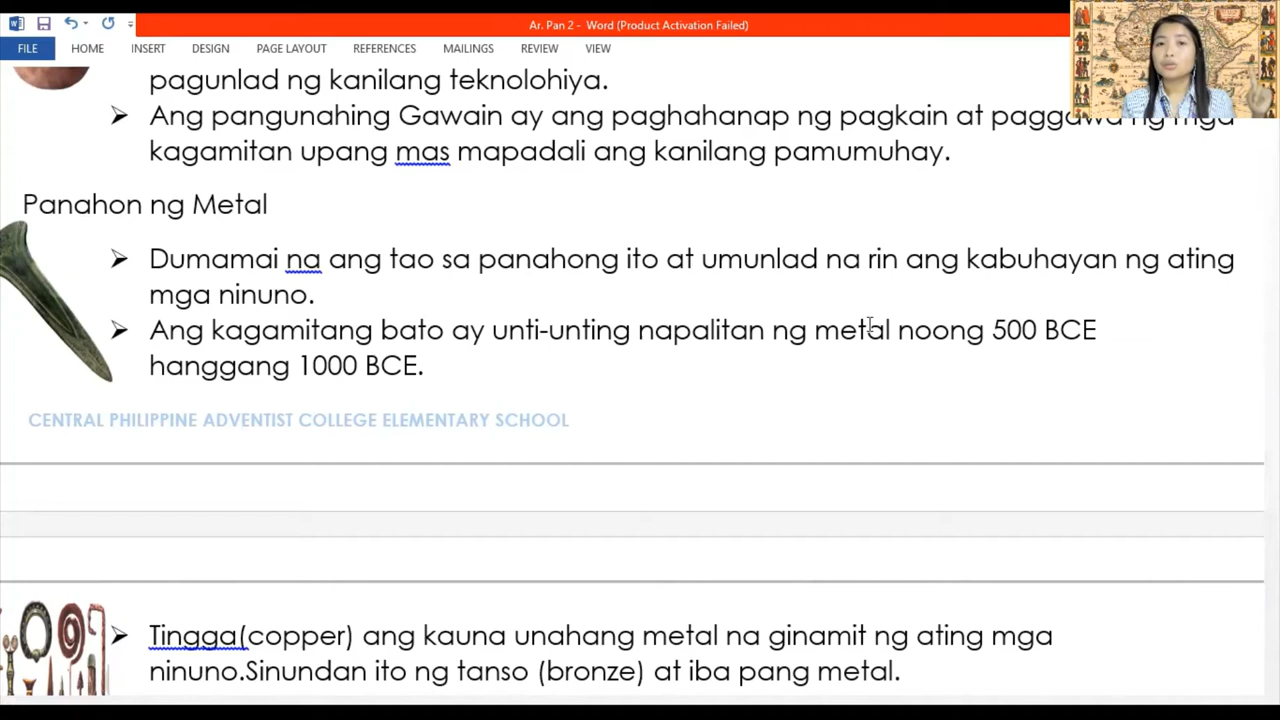 Ar. Pan 2 - Word (Product Activation Failed)
FILE HOME INSERT DESIGN PAGE LAYOUT REFERENCES MAILINGS REVIEW VIEW
pagunlad ng kanilang teknolohiya.
Ang pangunahing Gawain ay ang paghahanap ng pagkain at paggawa ng mga
kagamitan upang mas mapadali ang kanilang pamumuhay.
Panahon ng Metal
Dumamai na ang tao sa panahong ito at umunlad na rin ang kabuhayan ng ating
mga ninuno.
Ang kagamitang bato ay unti-unting napalitan ng metal noong 500 BCE
hanggang 1000 BCE.
CENTRAL PHILIPPINE ADVENTIST COLLEGE ELEMENTARY SCHOOL
Tingga(copper) ang kauna unahang metal na ginamit ng ating mga
ninuno.Sinundan ito ng tanso (bronze) at iba pang metal.